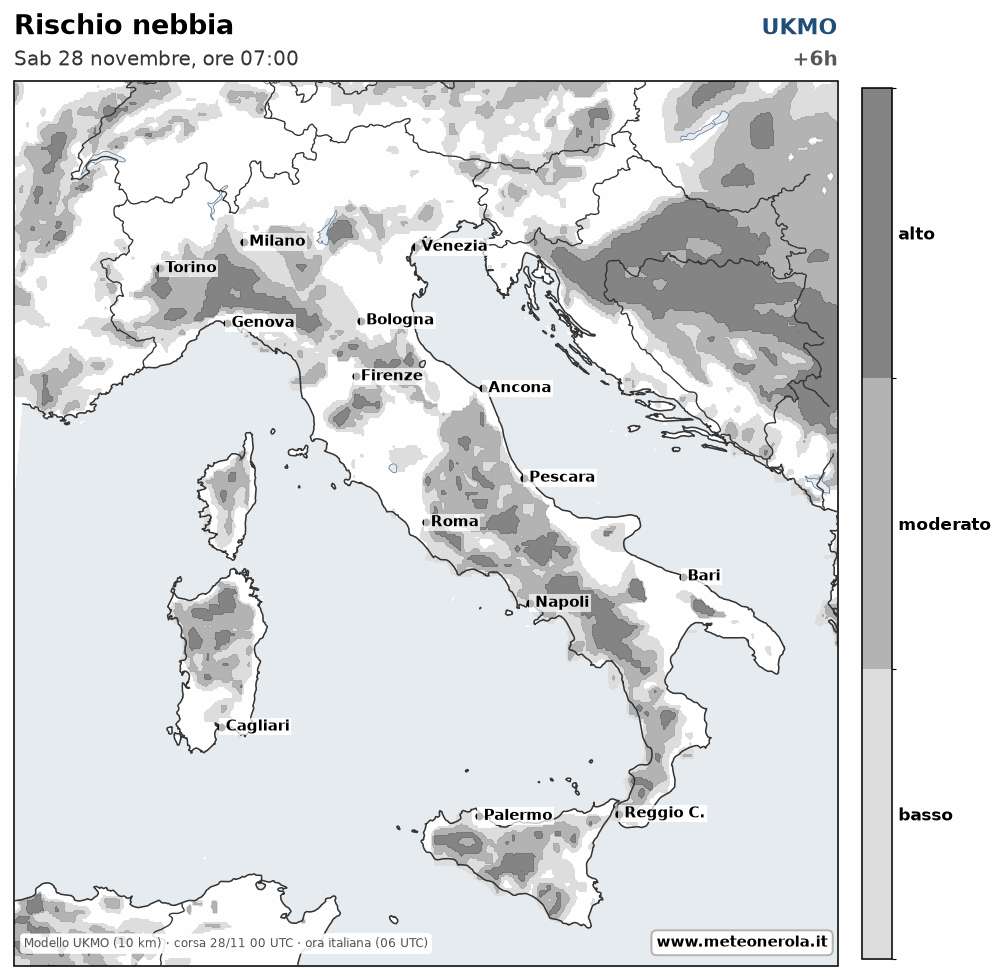 Rischio nebbia
UKMO
Sab 28 novembre, ore 07:00
+6h
Milano
Venezia
Torino
Genova
Bologna
Firenze
Ancona
Pescara
Roma
Bari
Napoli
Cagliari
Palermo
Reggio C.
alto
moderato
basso
Modello UKMO (10 km) · corsa 28/11 00 UTC · ora italiana (06 UTC)
www.meteonerola.it